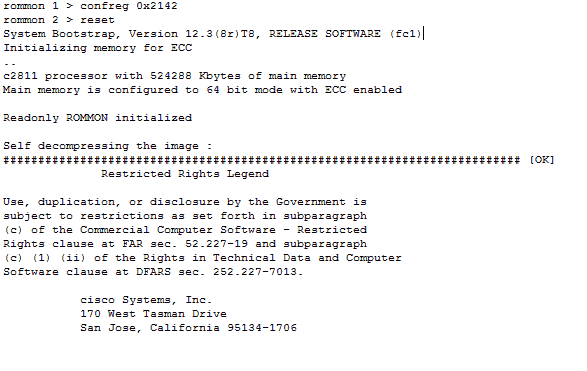 rommon 1 > confreg 0x2142
rommon 2 > reset
System Bootstrap, Version 12.3(8r)T8, RELEASE SOFTWARE (fc1)
Initializing memory for ECC
..
c2811 processor with 524288 Kbytes of main memory
Main memory is configured to 64 bit mode with ECC enabled
Readonly ROMMON initialized
Self decompressing the image :
########################################################################## [OK]
Restricted Rights Legend
Use, duplication, or disclosure by the Government is
subject to restrictions as set forth in subparagraph
(c) of the Commercial Computer Software - Restricted
Rights clause at FAR sec. 52.227-19 and subparagraph
(c) (1) (ii) of the Rights in Technical Data and Computer
Software clause at DFARS sec. 252.227-7013.
cisco Systems, Inc.
170 West Tasman Drive
San Jose, California 95134-1706